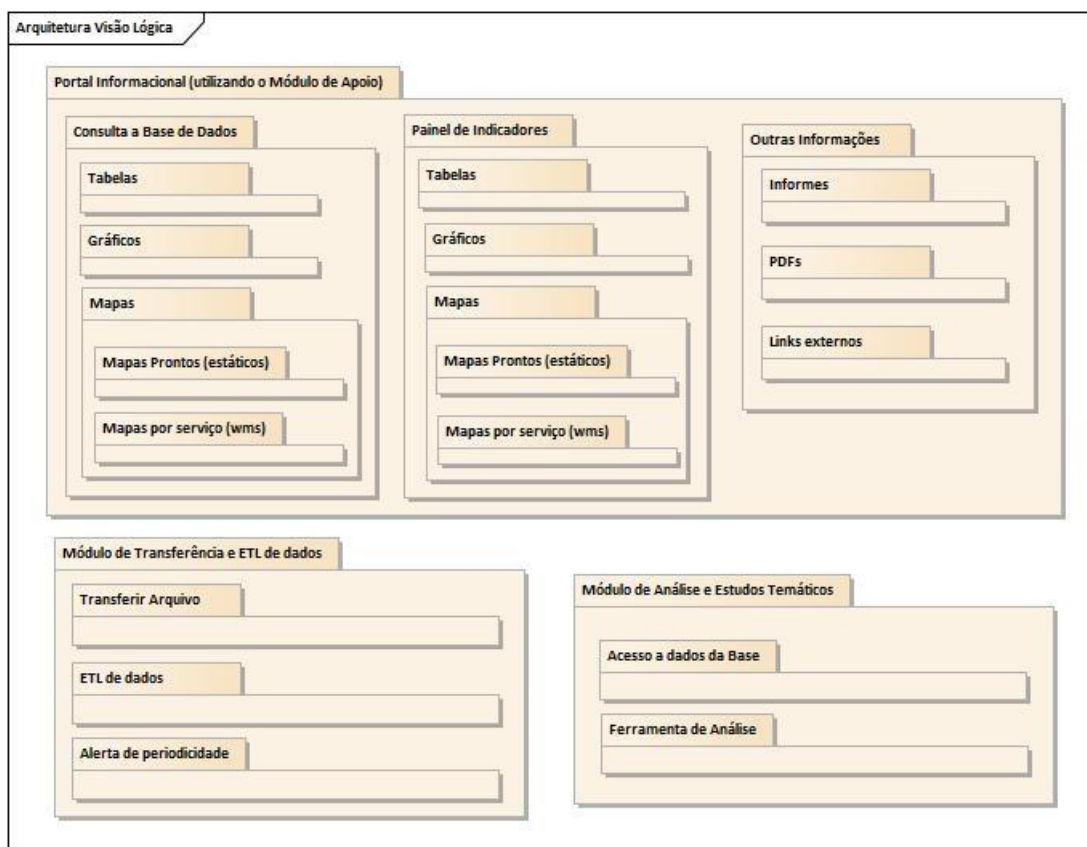 Arquitetura Visão Lógica
Portal Informacional (utilizando o Módulo de Apoio)
Consulta a Base de Dados
Tabelas
Gráficos
Mapas
Mapas Prontos (estáticos)
Mapas por serviço (wms)
Painel de Indicadores
Tabelas
Gráficos
Mapas
Mapas Prontos (estáticos)
Mapas por serviço (wms)
Outras Informações
Informes
PDFs
Links externos
Módulo de Transferência e ETL de dados
Transferir Arquivo
ETL de dados
Alerta de periodicidade
Módulo de Análise e Estudos Temáticos
Acesso a dados da Base
Ferramenta de Análise